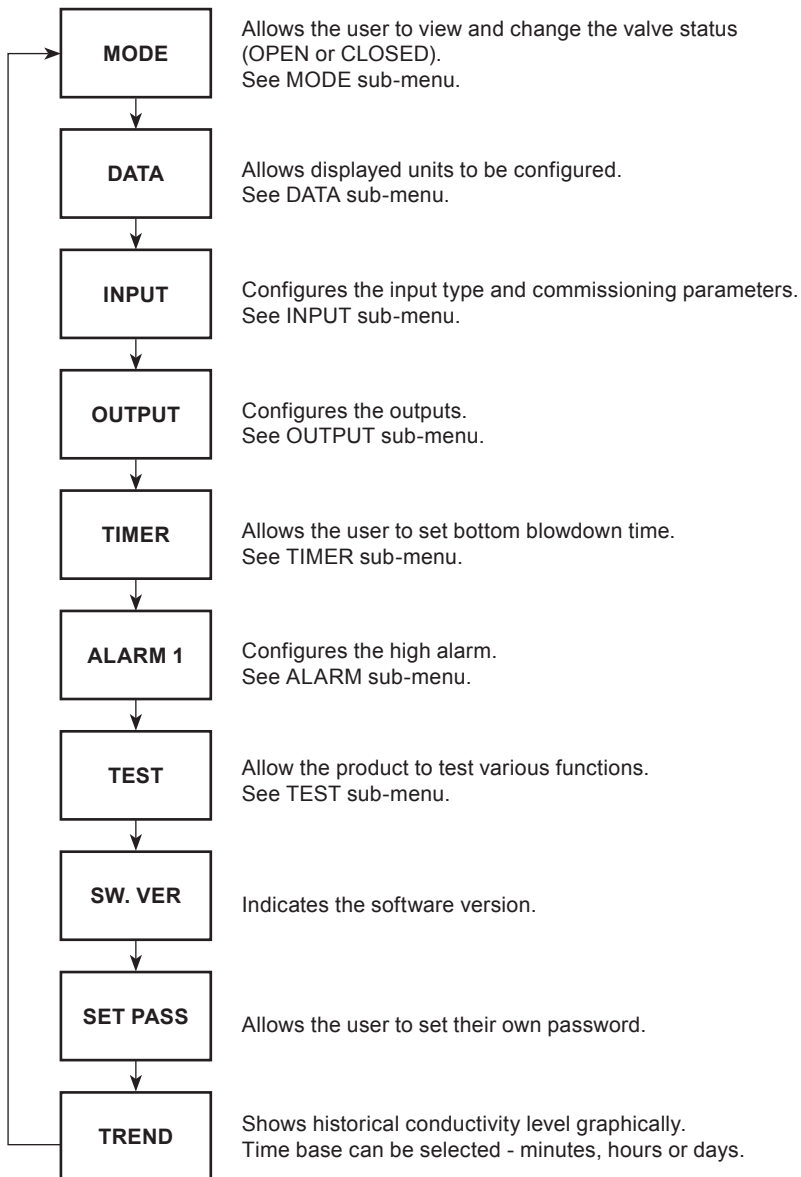 MODE
Allows the user to view and change the valve status
(OPEN or CLOSED).
See MODE sub-menu.
DATA
Allows displayed units to be configured.
See DATA sub-menu.
INPUT
Configures the input type and commissioning parameters.
See INPUT sub-menu.
OUTPUT
Configures the outputs.
See OUTPUT sub-menu.
TIMER
Allows the user to set bottom blowdown time.
See TIMER sub-menu.
ALARM 1
Configures the high alarm.
See ALARM sub-menu.
TEST
Allow the product to test various functions.
See TEST sub-menu.
SW. VER
Indicates the software version.
SET PASS
Allows the user to set their own password.
TREND
Shows historical conductivity level graphically.
Time base can be selected - minutes, hours or days.